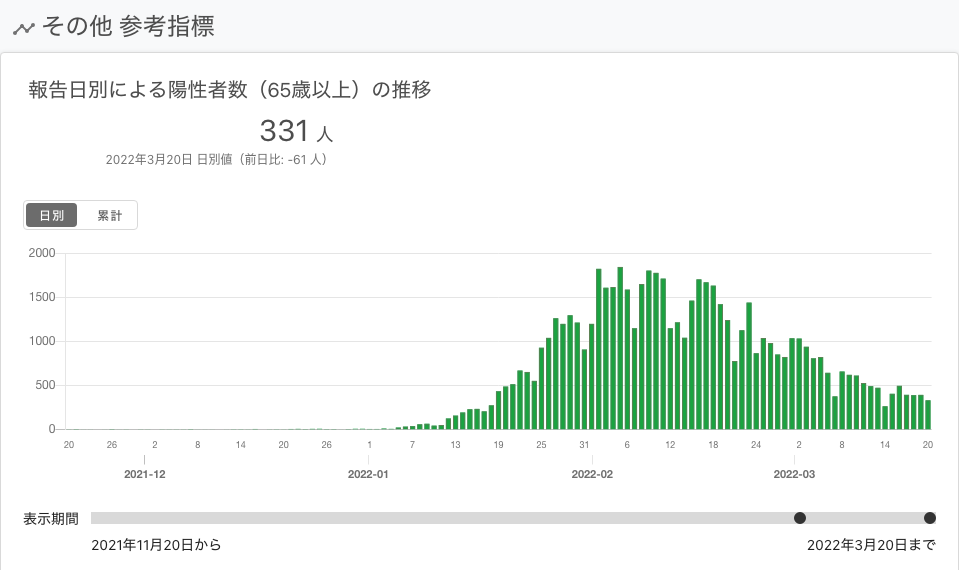 その他 参考指標
報告日別による陽性者数（65歳以上）の推移
331 人
2022年3月20日 日別値（前日比: -61 人）
日別 累計
2000
1500
1000
500
0
20 26 2 8 14 20 26 1 7 13 19 25 31 6 12 18 24 2 8 14 20
2021-12 2022-01 2022-02 2022-03
表示期間
2021年11月20日から 2022年3月20日まで